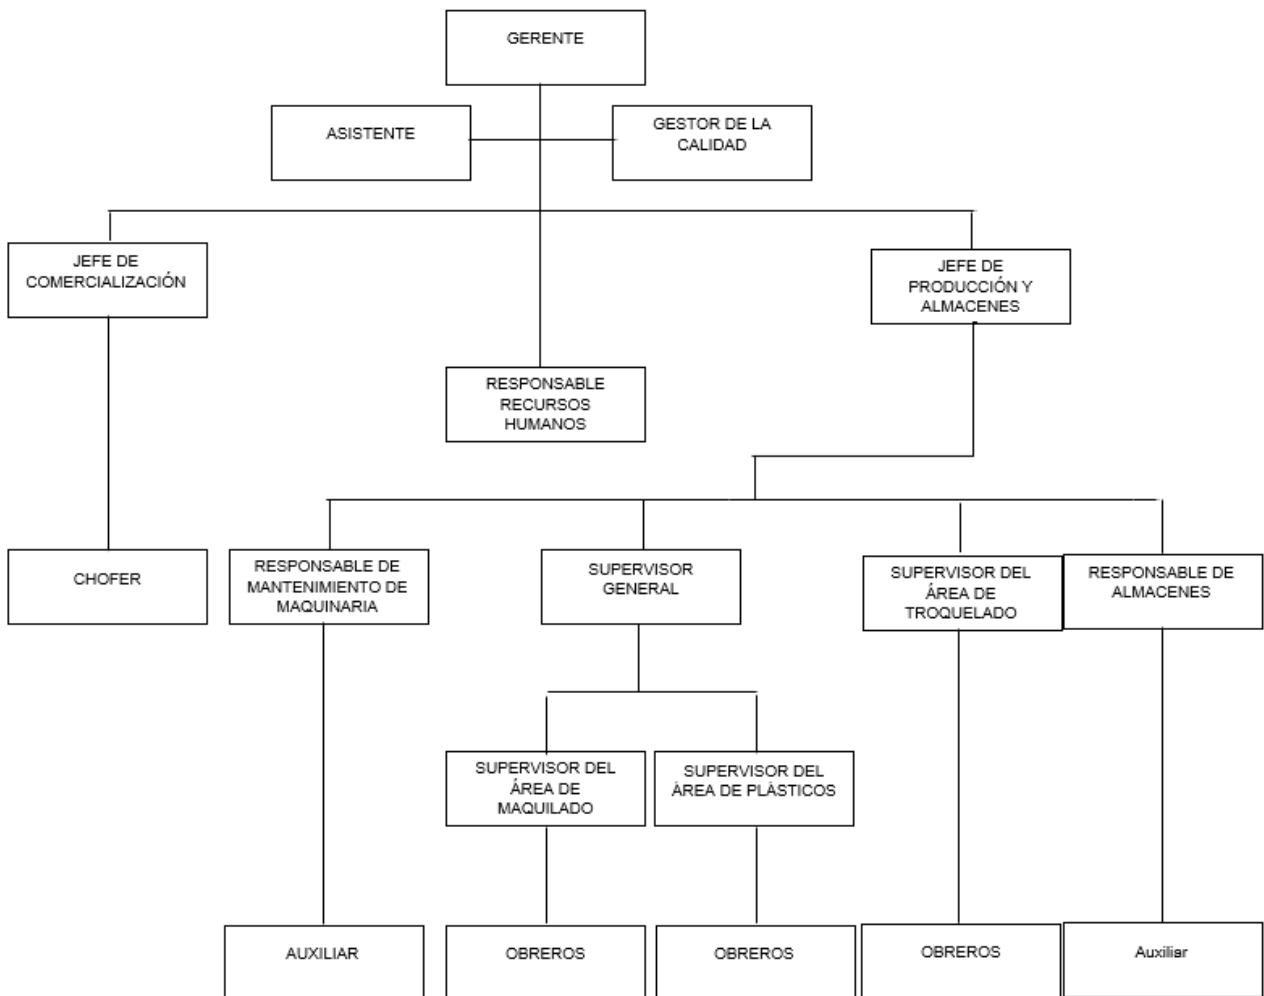 GERENTE
ASISTENTE
GESTOR DE LA
CALIDAD
JEFE DE
COMERCIALIZACIÓN
JEFE DE
PRODUCCIÓN Y
ALMACENES
RESPONSABLE
RECURSOS
HUMANOS
CHOFER
RESPONSABLE DE
MANTENIMIENTO DE
MAQUINARIA
SUPERVISOR
GENERAL
SUPERVISOR DEL
ÁREA DE
TROQUELADO
RESPONSABLE DE
ALMACENES
SUPERVISOR DEL
ÁREA DE
MAQUILADO
SUPERVISOR DEL
ÀREA DE PLÀSTICOS
AUXILIAR
OBREROS
OBREROS
OBREROS
Auxiliar